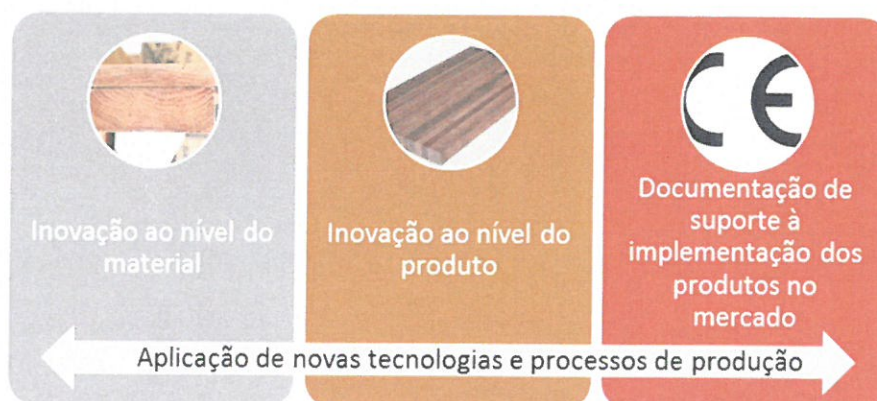 Inovação ao nível do
material
Inovação ao nível do
produto
CE
Documentação de
suporte à
implementação dos
produtos no
mercado
Aplicação de novas tecnologias e processos de produção